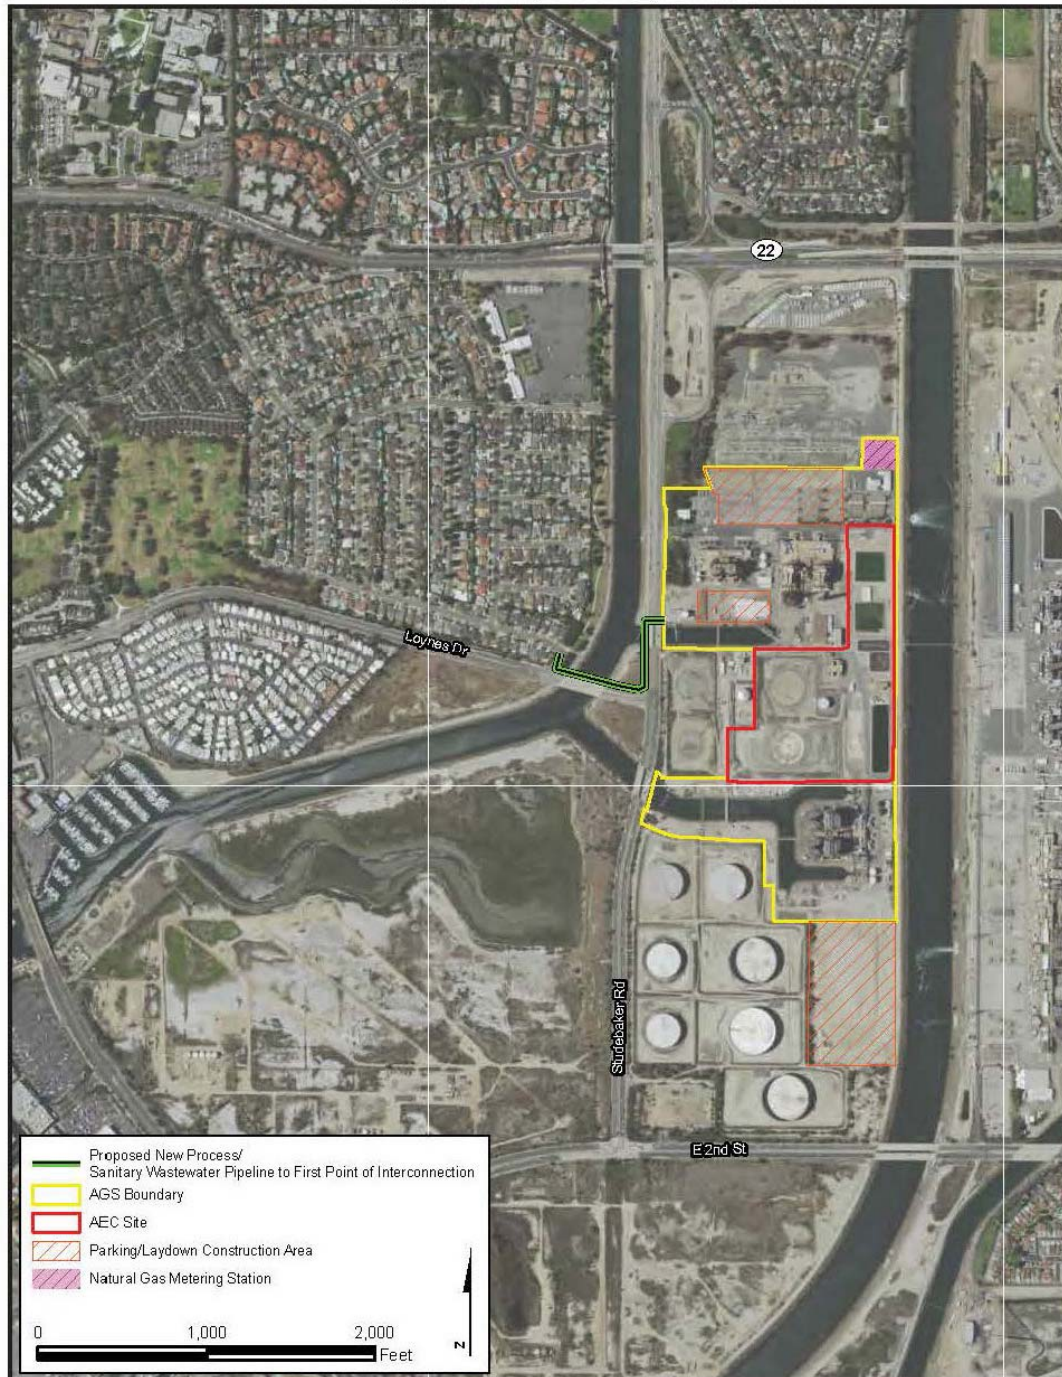 22
Loynes Dr
Studebaker Rd
E 2nd St
Proposed New Process/
Sanitary Wastewater Pipeline to First Point of Interconnection
AGS Boundary
AEC Site
Parking/Laydown Construction Area
Natural Gas Metering Station
0 1,000 2,000
Feet
N